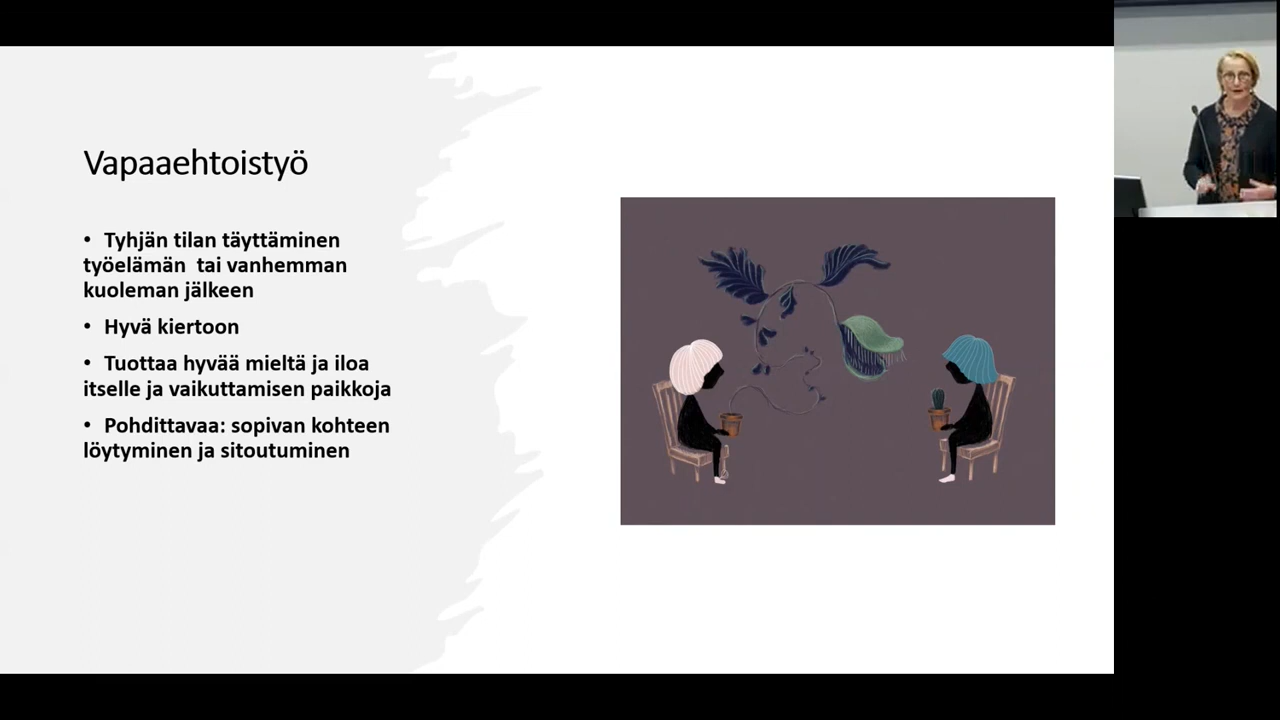 Vapaaehtoistyö
• Tyhjän tilan täyttäminen
työelämän tai vanhemman
kuoleman jälkeen
• Hyvä kiertoon
• Tuottaa hyvää mieltä ja iloa
itselle ja vaikuttamisen paikkoja
• Pohdittavaa: sopivan kohteen
löytyminen ja sitoutuminen